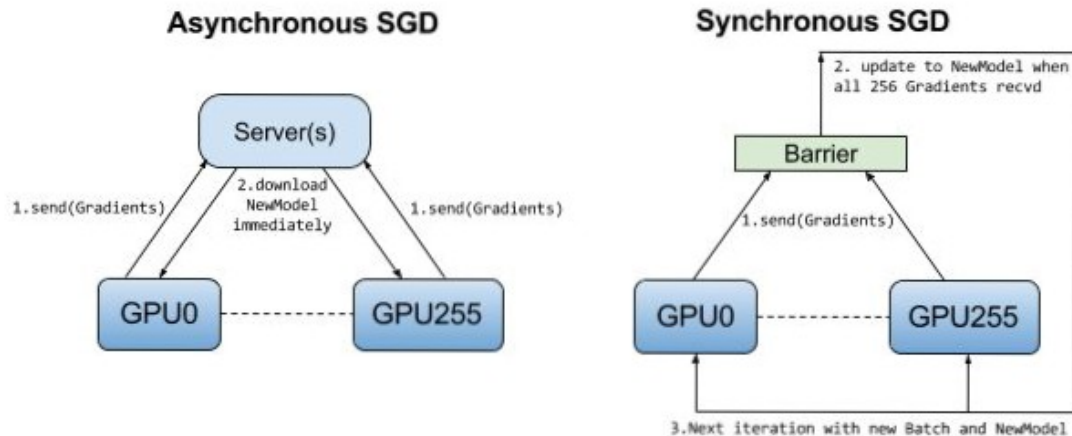 Asynchronous SGD
Server(s)
1.send(Gradients)
2.download
NewModel
immediately
1.send(Gradients)
GPU0
GPU255
Synchronous SGD
2. update to NewModel when
all 256 Gradients recvd
Barrier
1.send(Gradients)
GPU0
GPU255
3.Next iteration with new Batch and NewModel